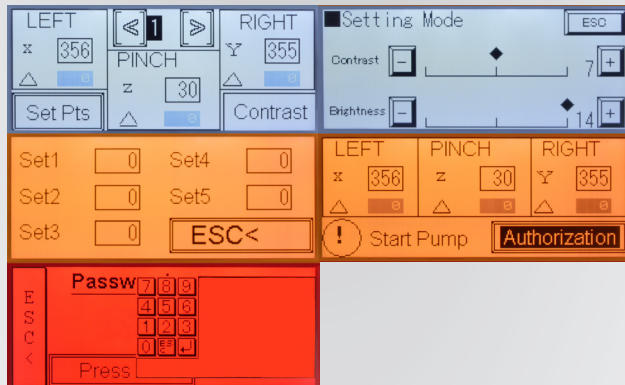 LEFT
RIGHT
≪ 1 ≫
X 356
Y 355
PINCH
Z 30
△ 0
△ 0
△ 0
Set Pts
Contrast
■Setting Mode
ESC
Contrast − 7 +
Brightness − 14 +
Set1 0
Set4 0
Set2 0
Set5 0
Set3 0
ESC<
LEFT
PINCH
RIGHT
X 356
Z 30
Y 355
△ 0
△ 0
△ 0
! Start Pump
Authorization
ESC<
Passw
7 8 9
4 5 6
1 2 3
0 ESC ↵
Press